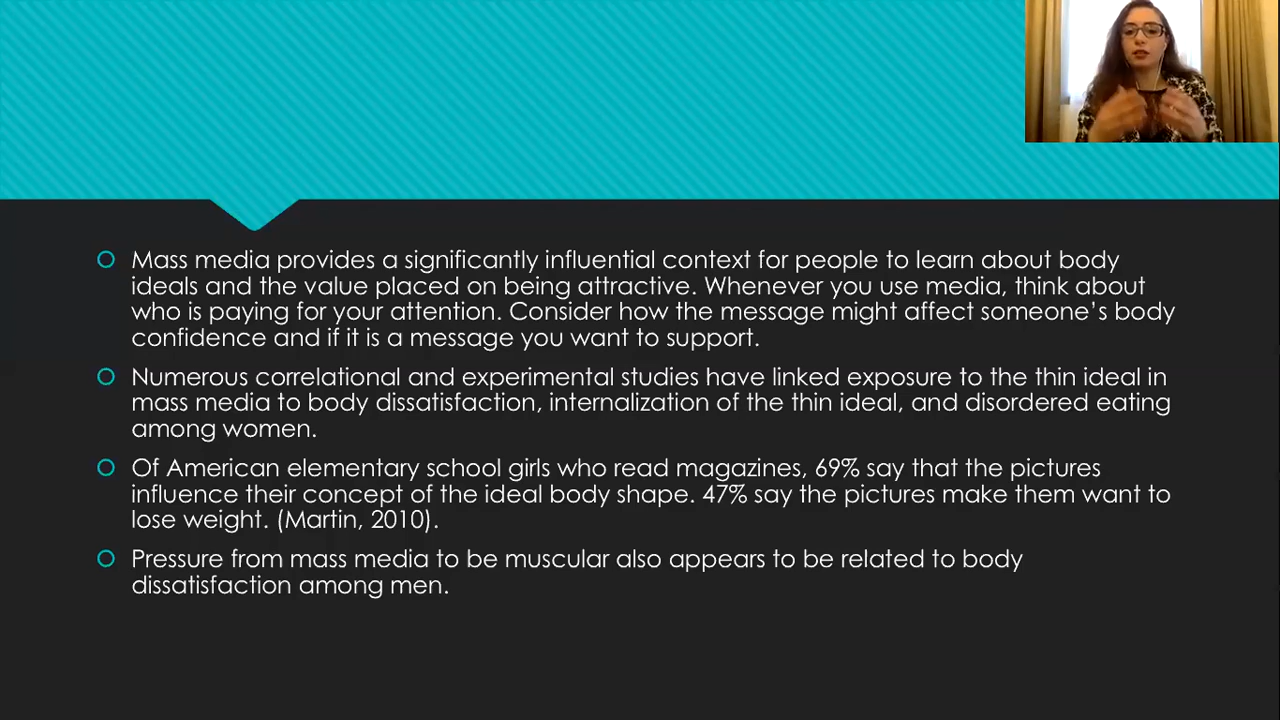 Mass media provides a significantly influential context for people to learn about body
ideals and the value placed on being attractive. Whenever you use media, think about
who is paying for your attention. Consider how the message might affect someone's body
confidence and if it is a message you want to support.
Numerous correlational and experimental studies have linked exposure to the thin ideal in
mass media to body dissatisfaction, internalization of the thin ideal, and disordered eating
among women.
Of American elementary school girls who read magazines, 69% say that the pictures
influence their concept of the ideal body shape. 47% say the pictures make them want to
lose weight. (Martin, 2010).
Pressure from mass media to be muscular also appears to be related to body
dissatisfaction among men.